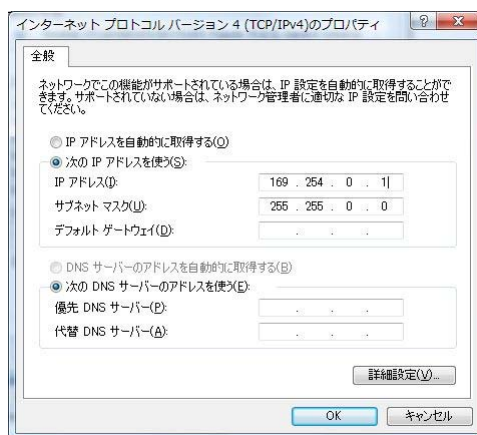 インターネット プロトコル バージョン 4 (TCP/IPv4)のプロパティ
全般
ネットワークでこの機能がサポートされている場合は、IP 設定を自動的に取得することがで
きます。サポートされていない場合は、ネットワーク管理者に適切な IP 設定を問い合わせ
てください。
IP アドレスを自動的に取得する(O)
次の IP アドレスを使う(S):
IP アドレス(I): 169 . 254 . 0 . 1
サブネット マスク(U): 255 . 255 . 0 . 0
デフォルト ゲートウェイ(D): . . .
DNS サーバーのアドレスを自動的に取得する(B)
次の DNS サーバーのアドレスを使う(E):
優先 DNS サーバー(P): . . .
代替 DNS サーバー(A): . . .
詳細設定(V)...
OK キャンセル